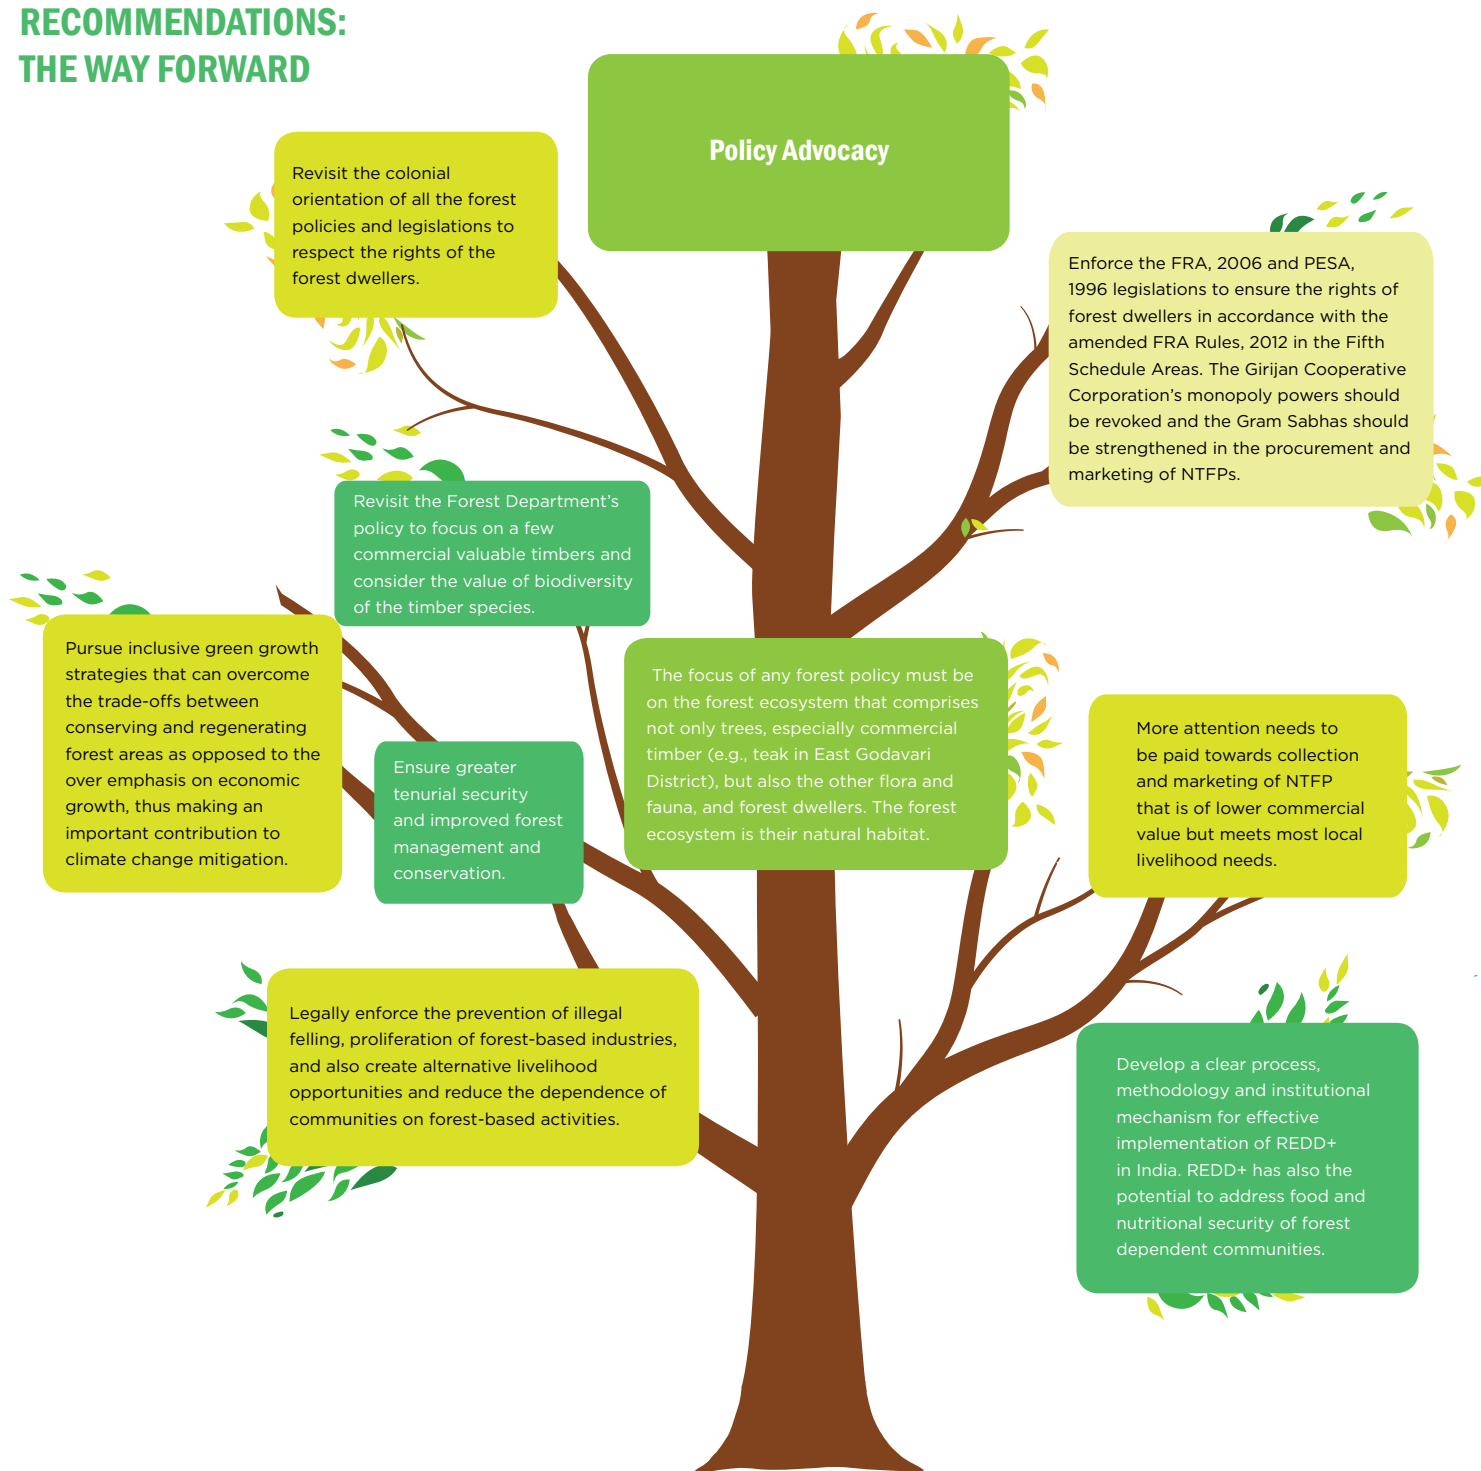 RECOMMENDATIONS:
THE WAY FORWARD
Policy Advocacy
Revisit the colonial
orientation of all the forest
policies and legislations to
respect the rights of the
forest dwellers.
Enforce the FRA, 2006 and PESA,
1996 legislations to ensure the rights of
forest dwellers in accordance with the
amended FRA Rules, 2012 in the Fifth
Schedule Areas. The Girijan Cooperative
Corporation’s monopoly powers should
be revoked and the Gram Sabhas should
be strengthened in the procurement and
marketing of NTFPs.
Revisit the Forest Department’s
policy to focus on a few
commercial valuable timbers and
consider the value of biodiversity
of the timber species.
Pursue inclusive green growth
strategies that can overcome
the trade-offs between
conserving and regenerating
forest areas as opposed to the
over emphasis on economic
growth, thus making an
important contribution to
climate change mitigation.
Ensure greater
tenurial security
and improved forest
management and
conservation.
The focus of any forest policy must be
on the forest ecosystem that comprises
not only trees, especially commercial
timber (e.g., teak in East Godavari
District), but also the other flora and
fauna, and forest dwellers. The forest
ecosystem is their natural habitat.
More attention needs to
be paid towards collection
and marketing of NTFP
that is of lower commercial
value but meets most local
livelihood needs.
Legally enforce the prevention of illegal
felling, proliferation of forest-based industries,
and also create alternative livelihood
opportunities and reduce the dependence of
communities on forest-based activities.
Develop a clear process,
methodology and institutional
mechanism for effective
implementation of REDD+
in India. REDD+ has also the
potential to address food and
nutritional security of forest
dependent communities.